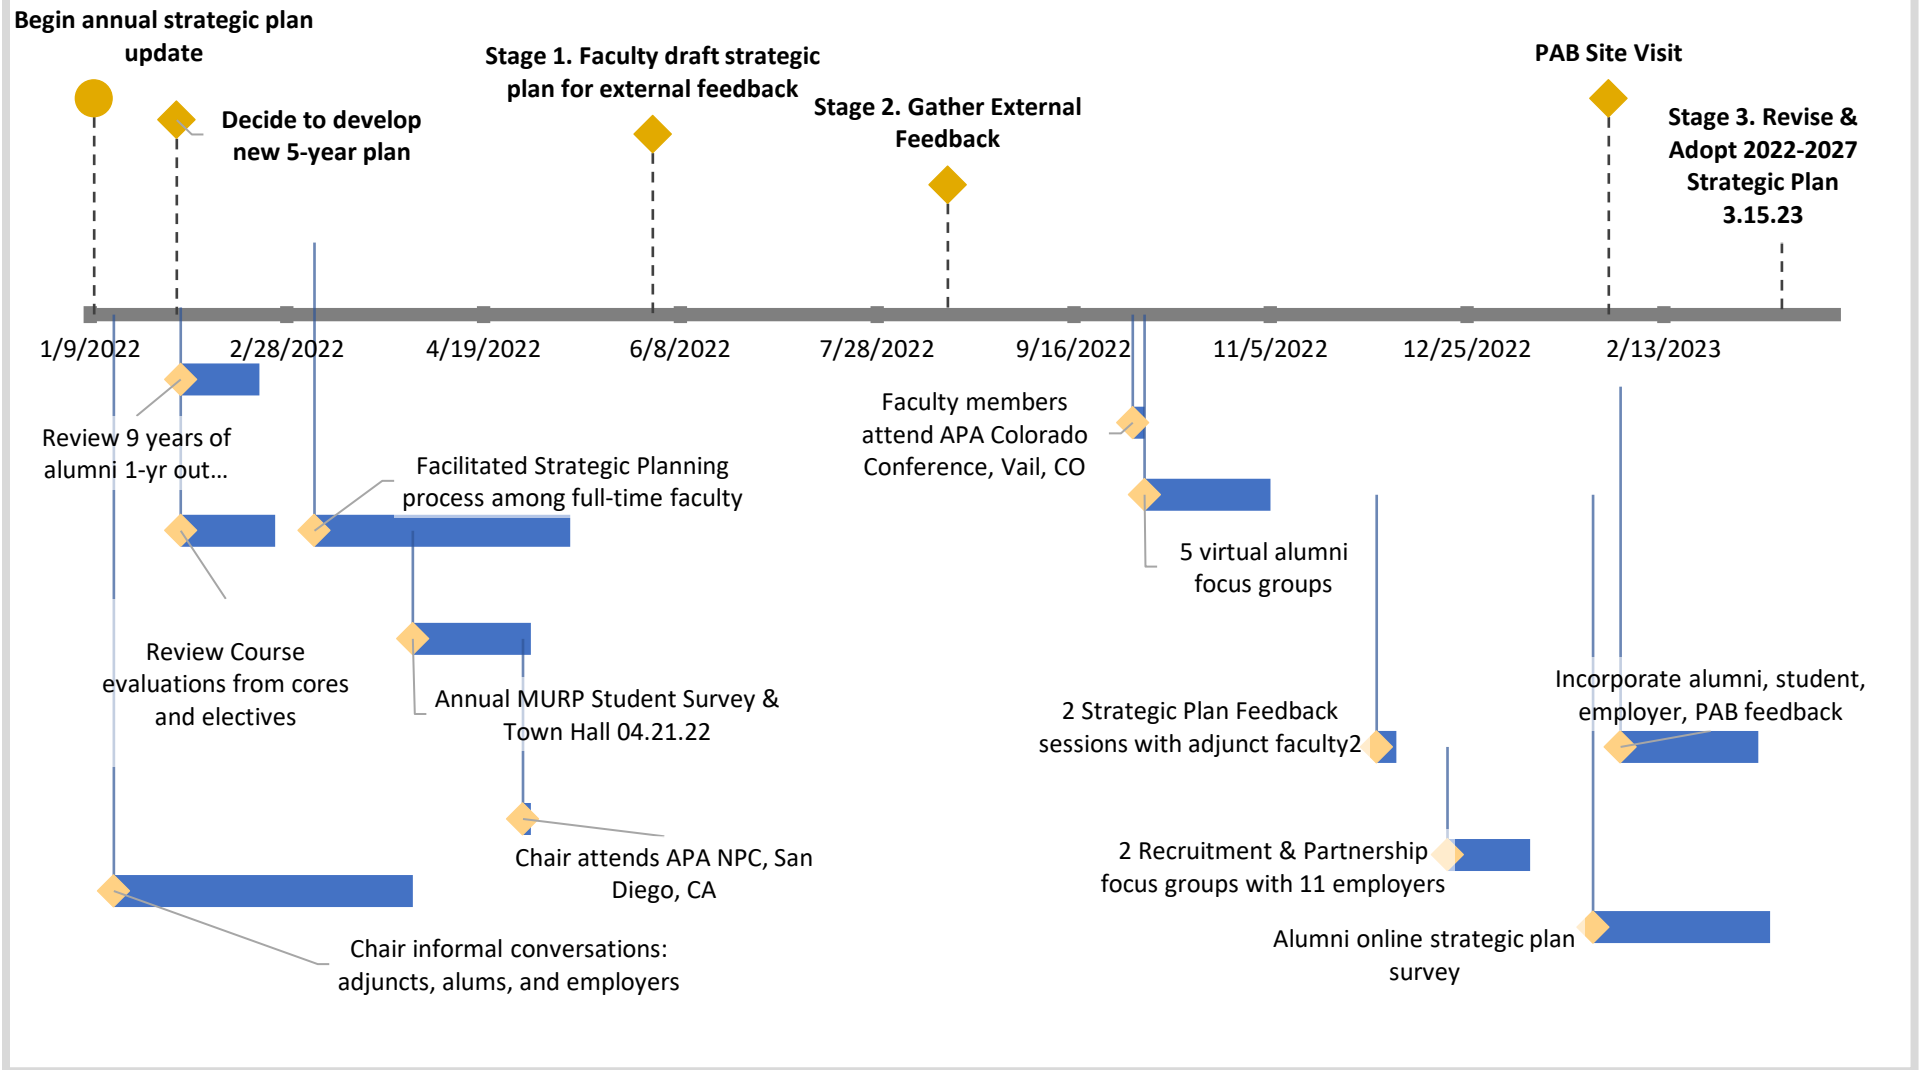 Begin annual strategic plan
update
Decide to develop
new 5-year plan
Stage 1. Faculty draft strategic
plan for external feedback
Stage 2. Gather External
Feedback
PAB Site Visit
Stage 3. Revise &
Adopt 2022-2027
Strategic Plan
3.15.23
1/9/2022
2/28/2022
4/19/2022
6/8/2022
7/28/2022
9/16/2022
11/5/2022
12/25/2022
2/13/2023
Review 9 years of
alumni 1-yr out...
Facilitated Strategic Planning
process among full-time faculty
Faculty members
attend APA Colorado
Conference, Vail, CO
5 virtual alumni
focus groups
Review Course
evaluations from cores
and electives
Annual MURP Student Survey &
Town Hall 04.21.22
2 Strategic Plan Feedback
sessions with adjunct faculty2
Incorporate alumni, student,
employer, PAB feedback
Chair attends APA NPC, San
Diego, CA
2 Recruitment & Partnership
focus groups with 11 employers
Chair informal conversations:
adjuncts, alums, and employers
Alumni online strategic plan
survey